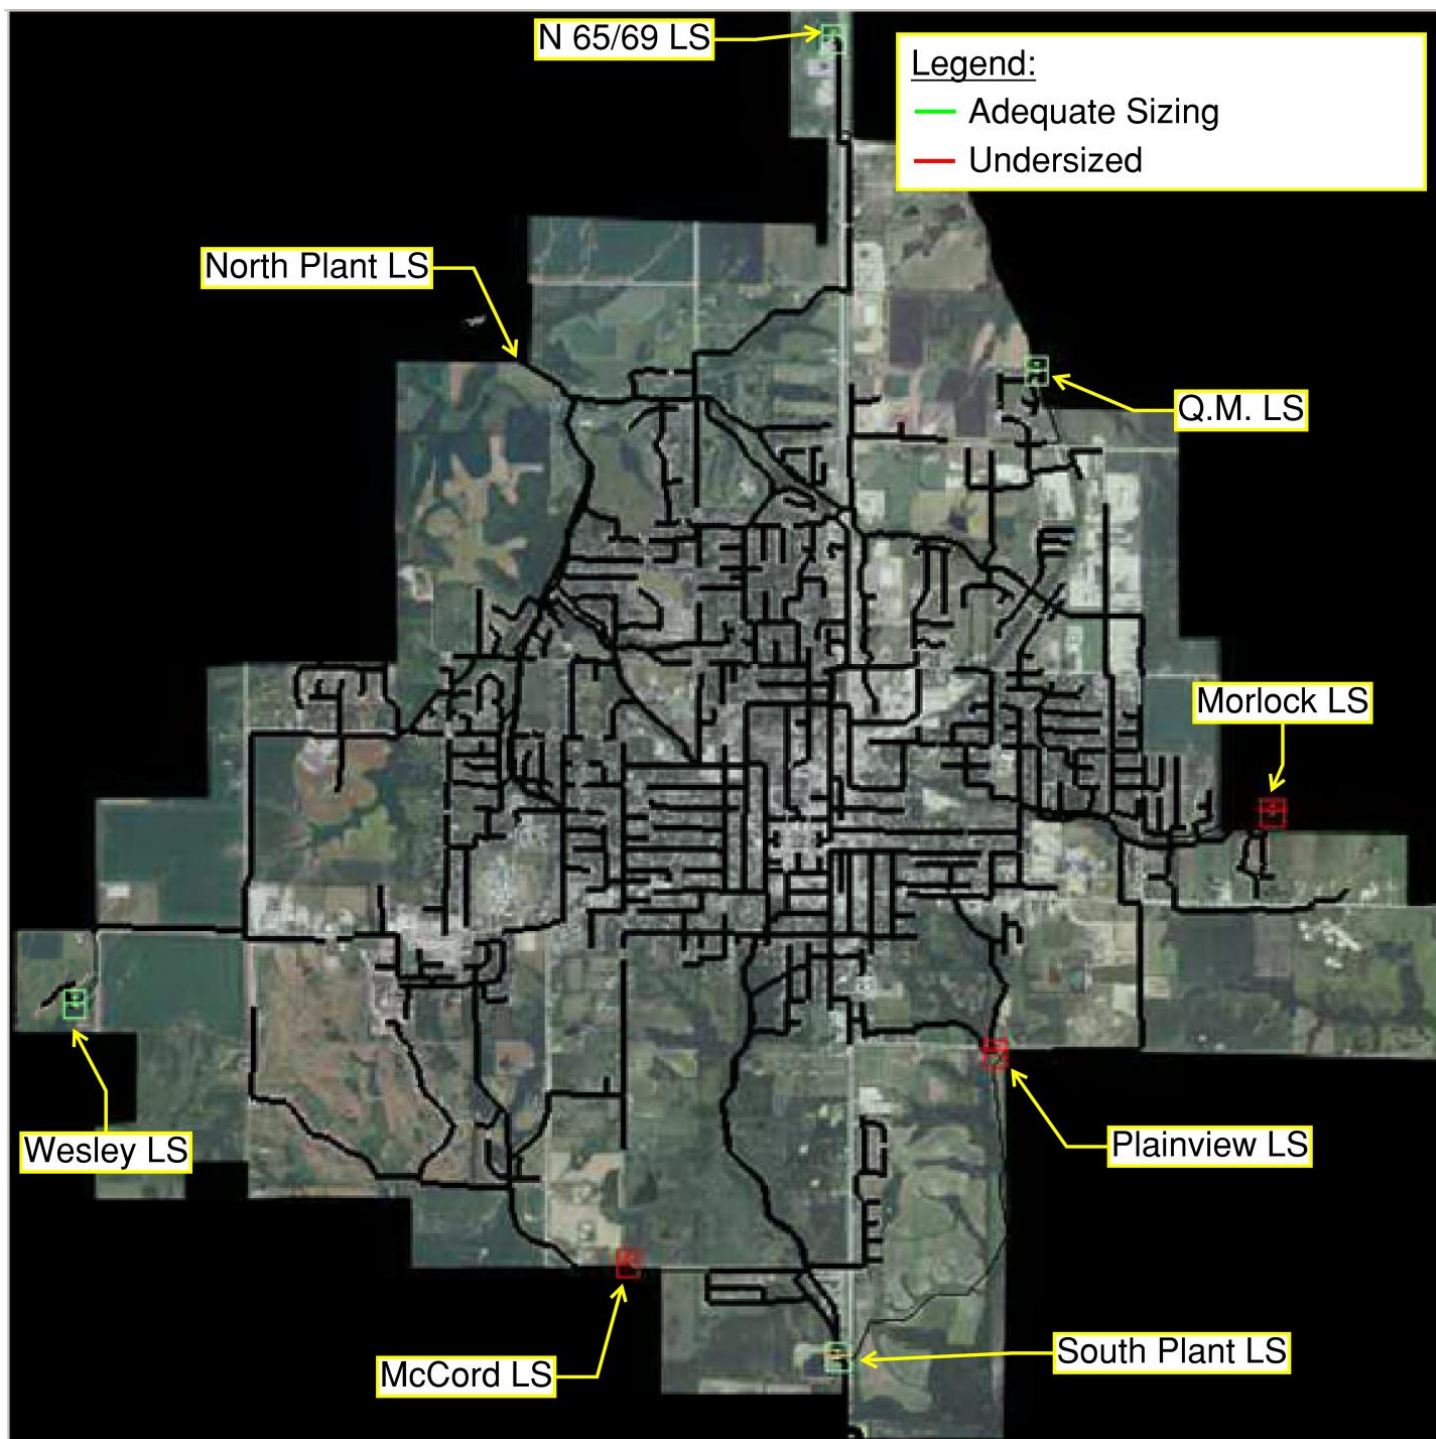 N 65/69 LS
Legend:
Adequate Sizing
Undersized
North Plant LS
Q.M. LS
Morlock LS
Wesley LS
Plainview LS
McCord LS
South Plant LS